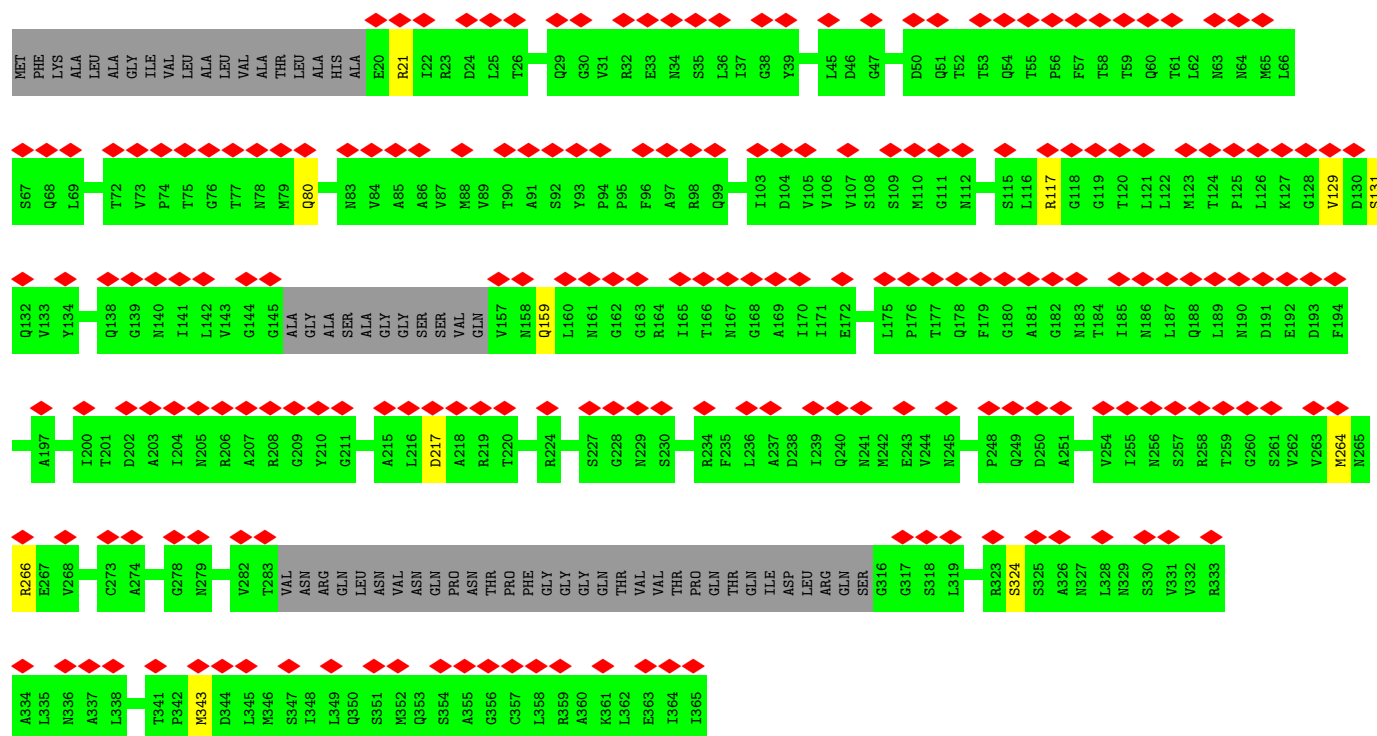 MET PHE LYS ALA LEU ALA GLY ILE VAL LEU ALA LEU VAL ALA THR LEU ALA HIS ALA E20 R21 I22 R23 D24 L25 T26 Q29 G30 V31 R32 E33 N34 S35 L36 I37 G38 Y39 L45 D46 G47 D50 Q51 T52 T53 Q54 T55 P56 F57 T58 T59 Q60 T61 L62 N63 N64 M65 L66
S67 Q68 L69 T72 V73 P74 T75 G76 T77 N78 M79 Q80 N83 V84 A85 A86 V87 M88 V89 T90 A91 S92 Y93 P94 P95 F96 A97 R98 Q99 I103 D104 V105 V106 V107 S108 S109 M110 G111 N112 S115 L116 R117 G118 G119 T120 L121 L122 M123 T124 P125 L126 K127 G128 V129 D130 S131
Q132 V133 Y134 Q138 G139 N140 I141 L142 V143 G144 G145 ALA GLY ALA SER ALA GLY GLY SER SER VAL GLN V157 N158 Q159 L160 N161 G162 G163 R164 I165 T166 N167 G168 A169 I170 I171 E172 L175 P176 T177 Q178 F179 G180 A181 G182 N183 T184 I185 N186 L187 Q188 L189 N190 D191 E192 D193 F194
A197 I200 T201 D202 A203 I204 N205 R206 A207 R208 G209 Y210 G211 A215 L216 D217 A218 R219 T220 R224 S227 G228 N229 S230 R234 F235 L236 A237 D238 I239 Q240 N241 M242 E243 V244 N245 P248 Q249 D250 A251 V254 I255 N256 S257 R258 T259 G260 S261 V262 V263 M264 N265
R266 E267 V268 C273 A274 G278 N279 V282 T283 VAL ASN ARG GLN LEU ASN VAL ASN GLN PRO ASN THR PRO PHE GLY GLY GLY GLN THR VAL VAL THR PRO GLN THR GLN ILE ASP LEU ARG GLN SER G316 G317 S318 L319 R323 S324 S325 A326 N327 L328 N329 S330 V331 V332 R333
A334 L335 N336 A337 L338 T341 P342 M343 D344 L345 M346 S347 I348 L349 Q350 S351 M352 Q353 S354 A355 G356 C357 L358 R359 A360 K361 L362 E363 I364 I365